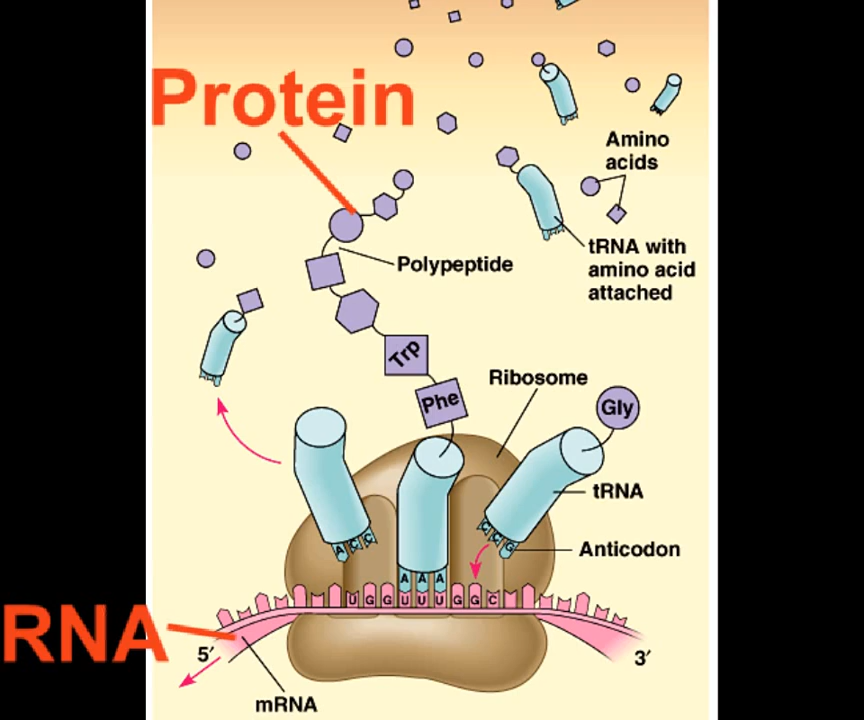 Protein
Amino
acids
tRNA with
amino acid
attached
Polypeptide
Trp
Ribosome
Phe
Gly
tRNA
Anticodon
A C C
C C G
A A A
U G G U U U G G C
RNA
5′
3′
mRNA